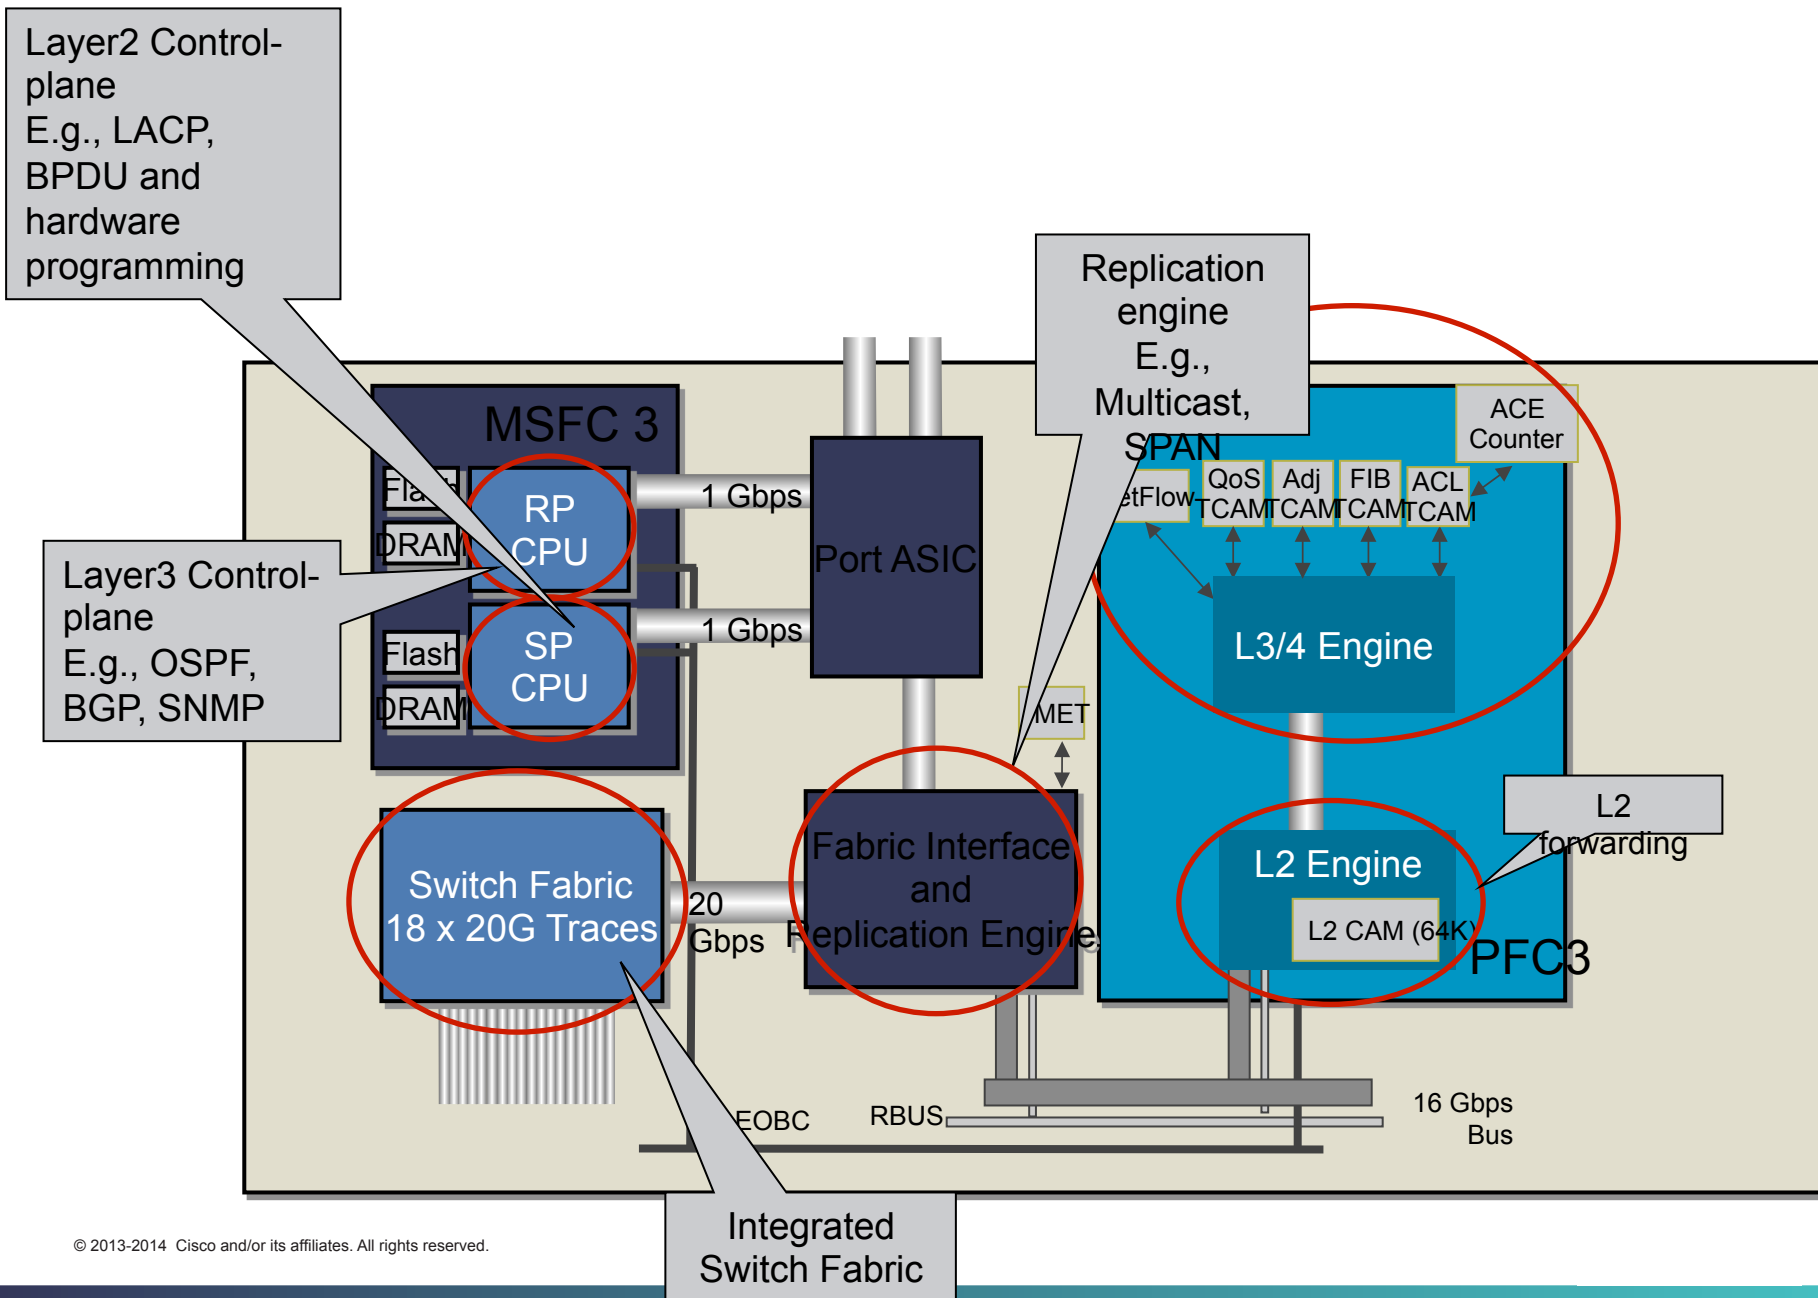 Layer2 Control-
plane
E.g., LACP,
BPDU and
hardware
programming
Replication
engine
E.g.,
Multicast,
SPAN
MSFC 3
Flash
DRAM
RP
CPU
1 Gbps
Layer3 Control-
plane
E.g., OSPF,
BGP, SNMP
Flash
DRAM
SP
CPU
1 Gbps
Port ASIC
etFlow
QoS
TCAM
Adj
TCAM
FIB
TCAM
ACL
TCAM
ACE
Counter
L3/4 Engine
MET
Switch Fabric
18 x 20G Traces
20
Gbps
Fabric Interface
and
Replication Engine
L2
forwarding
L2 Engine
L2 CAM (64K)
PFC3
EOBC
RBUS
16 Gbps
Bus
Integrated
Switch Fabric
© 2013-2014 Cisco and/or its affiliates. All rights reserved.